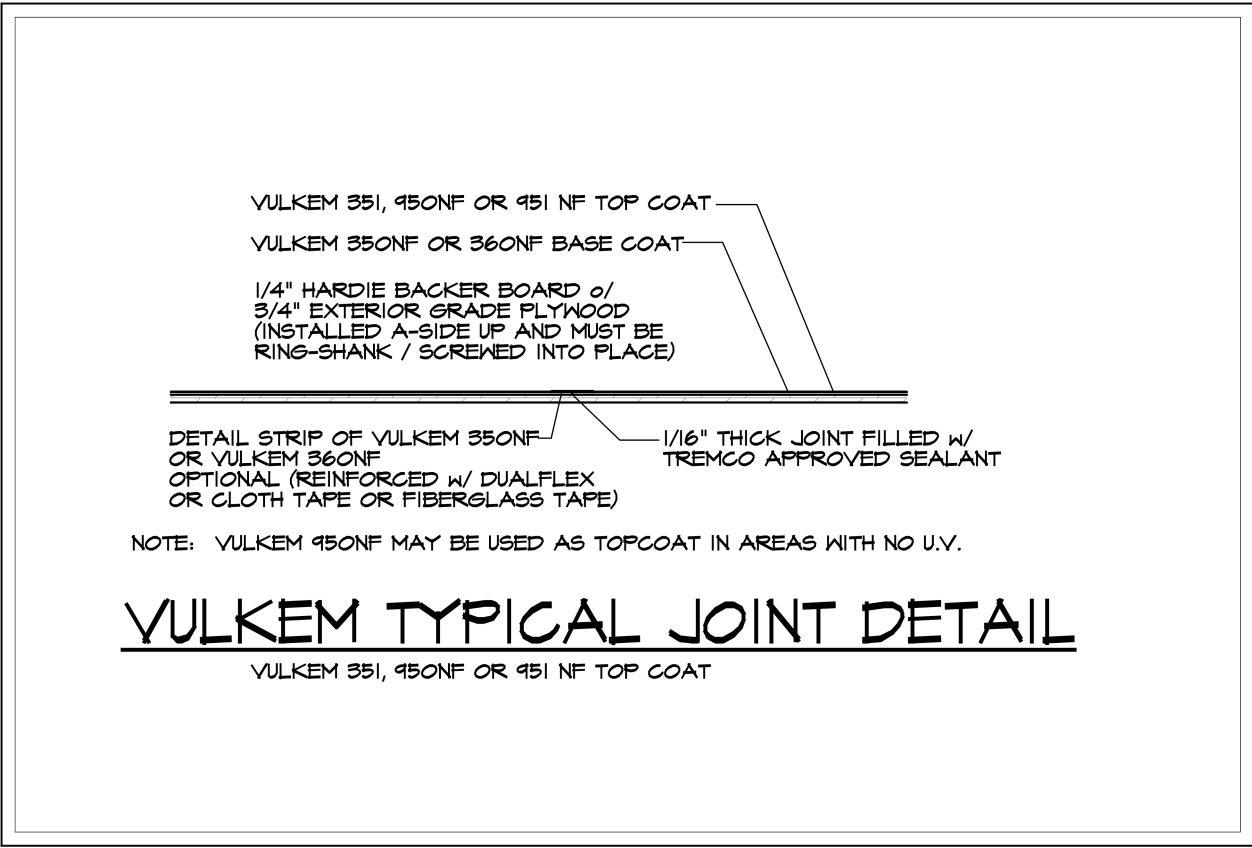 VULKEM 351, 950NF OR 951 NF TOP COAT
VULKEM 350NF OR 360NF BASE COAT
1/4" HARDIE BACKER BOARD o/
3/4" EXTERIOR GRADE PLYWOOD
(INSTALLED A-SIDE UP AND MUST BE
RING-SHANK / SCREWED INTO PLACE)
DETAIL STRIP OF VULKEM 350NF
OR VULKEM 360NF
OPTIONAL (REINFORCED w/ DUALFLEX
OR CLOTH TAPE OR FIBERGLASS TAPE)
1/16" THICK JOINT FILLED w/
TREMCO APPROVED SEALANT
NOTE: VULKEM 950NF MAY BE USED AS TOPCOAT IN AREAS WITH NO U.V.
VULKEM TYPICAL JOINT DETAIL
VULKEM 351, 950NF OR 951 NF TOP COAT